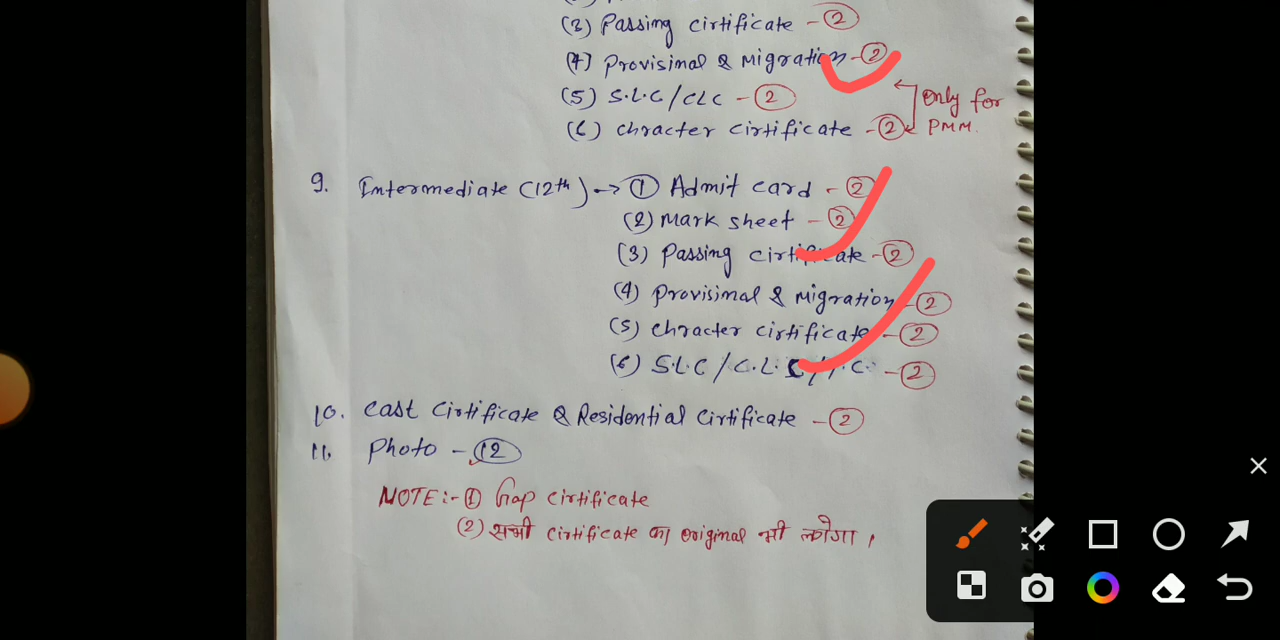 (3) Passing cirtificate - ②
(4) Provisinal & Migration - ②
(5) S.L.C / CLC - ②
(6) chracter cirtificate - ②
only for
PMM.
9. Intermediate (12th) → ① Admit card - ②
(2) Mark sheet - ②
(3) Passing cirtificate - ②
(4) Provisinal & Migration - ②
(5) chracter cirtificate - ②
(6) S.L.C / C.L.C / T.C. - ②
10. cast cirtificate & Residential cirtificate - ②
11. Photo - 12
NOTE:- ① Gap cirtificate
(2) सभी cirtificate का original भी लगेगा।